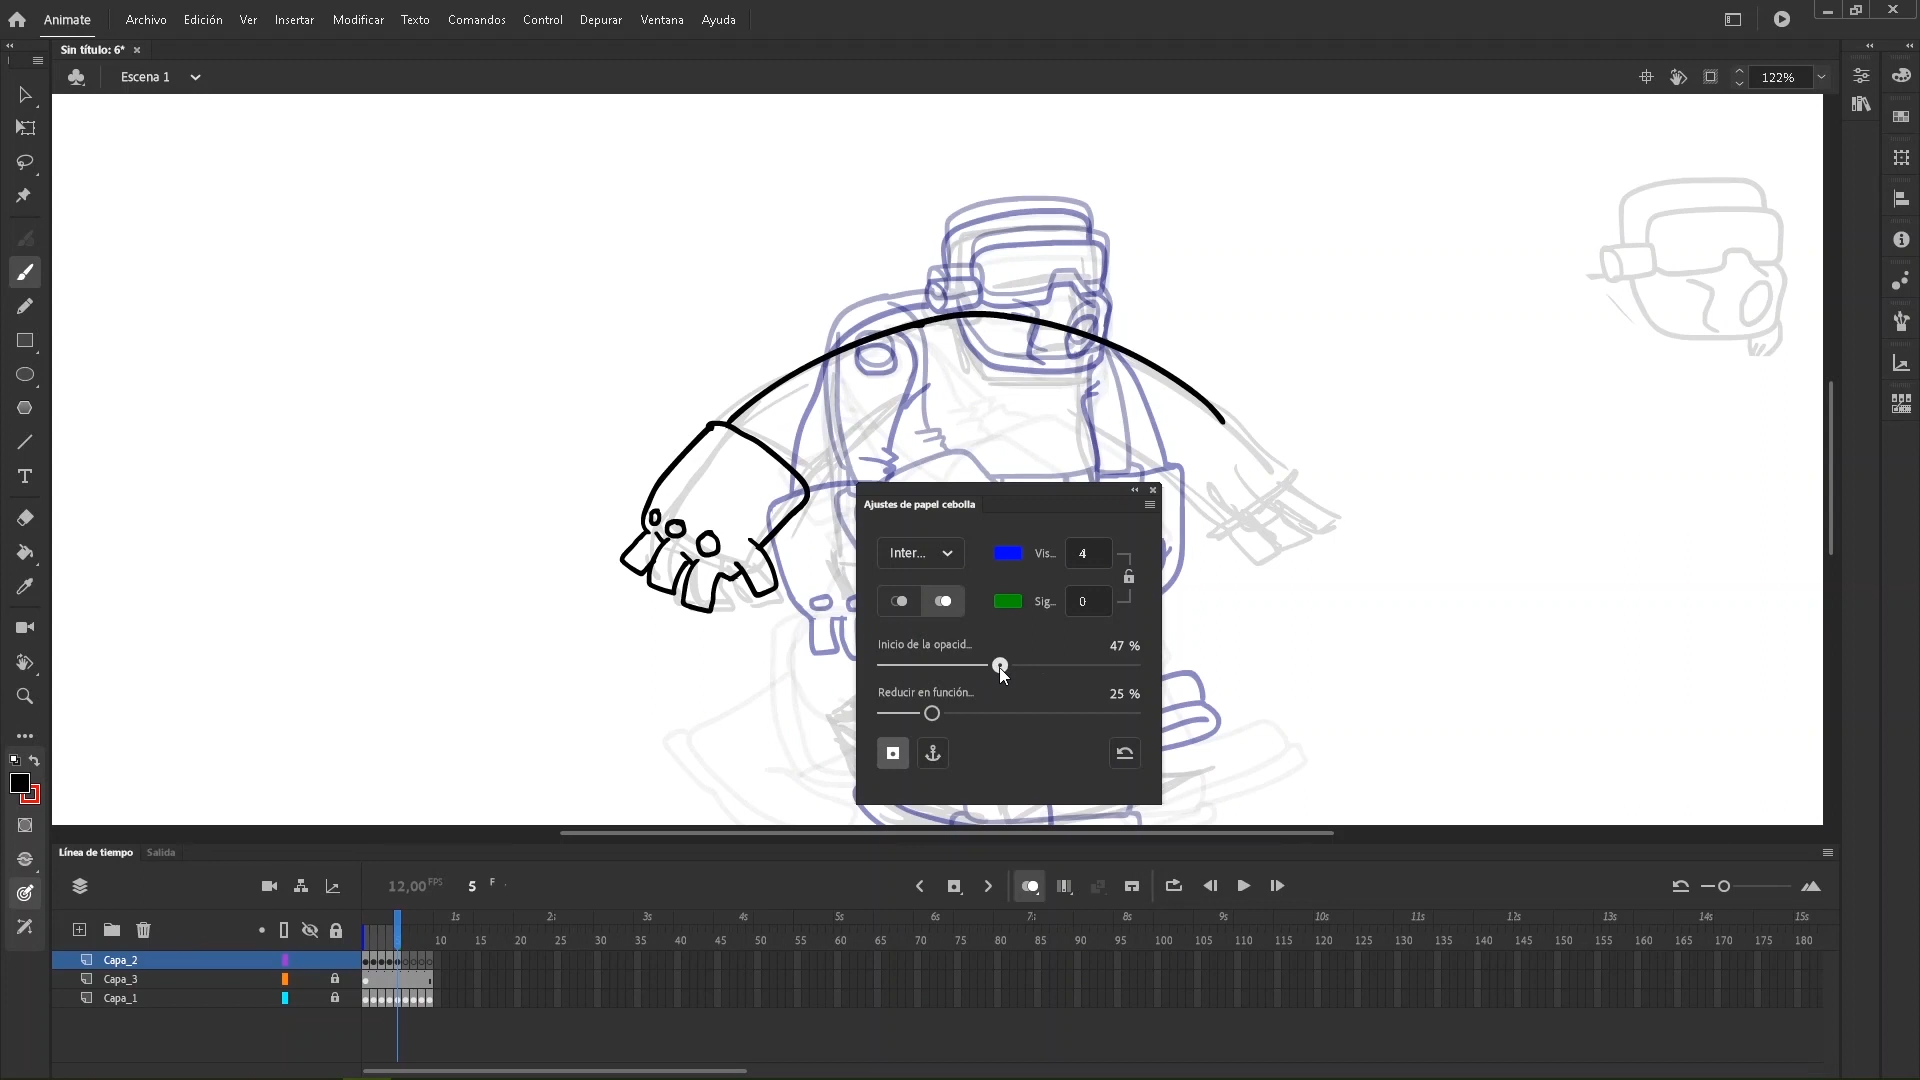 Animate Archivo Edición Ver Insertar Modificar Texto Comandos Control Depurar Ventana Ayuda
Sin título: 6*
Escena 1
122%
Ajustes de papel cebolla
Inter... Vis... 4
Sig... 0
Inicio de la opacid... 47 %
Reducir en función... 25 %
Línea de tiempo Salida
12,00 FPS 5 F
1s 2s 3s 4s 5s 6s 7s 8s 9s 10s 11s 12s 13s 14s 15s
10 15 20 25 30 35 40 45 50 55 60 65 70 75 80 85 90 95 100 105 110 115 120 125 130 135 140 145 150 155 160 165 170 175 180
Capa_2
Capa_3
Capa_1